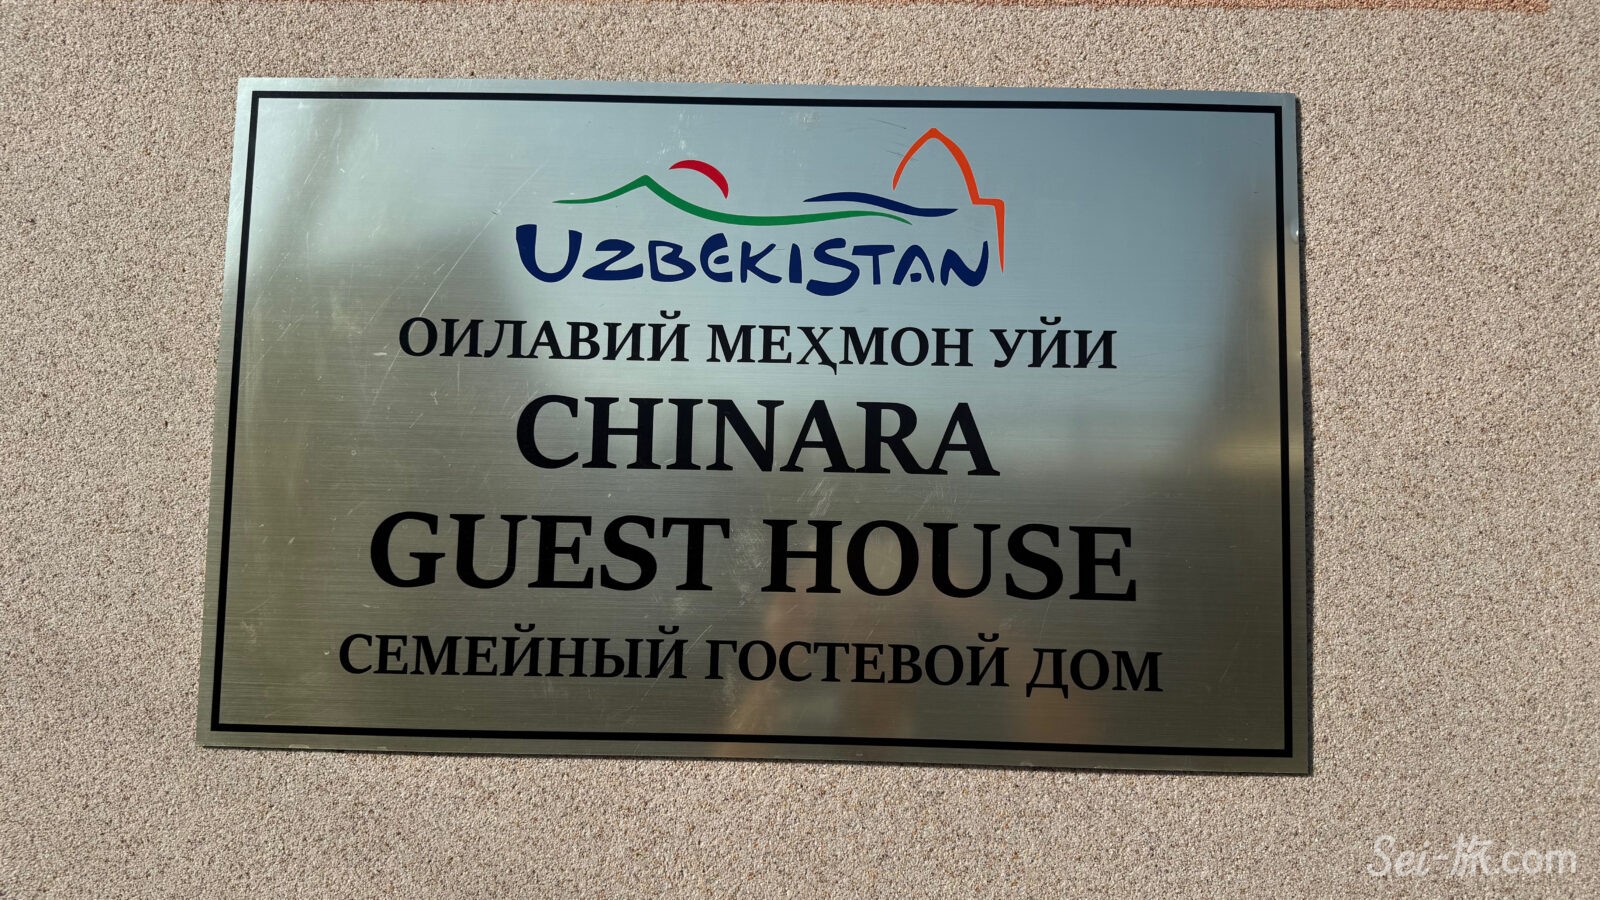 UZBEKISTAN
ОИЛАВИЙ МЕҲМОН УЙИ
CHINARA
GUEST HOUSE
СЕМЕЙНЫЙ ГОСТЕВОЙ ДОМ
Sei-旅.com